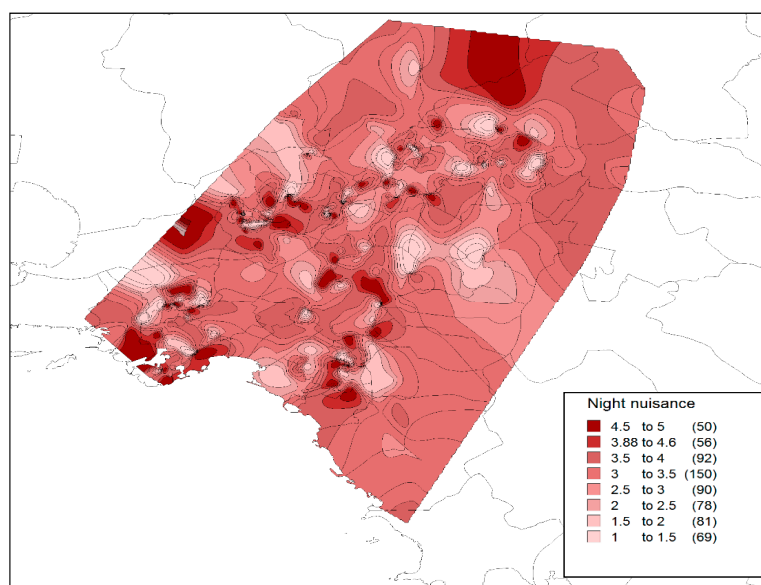 Night nuisance
4.5 to 5 (50)
3.88 to 4.6 (56)
3.5 to 4 (92)
3 to 3.5 (150)
2.5 to 3 (90)
2 to 2.5 (78)
1.5 to 2 (81)
1 to 1.5 (69)